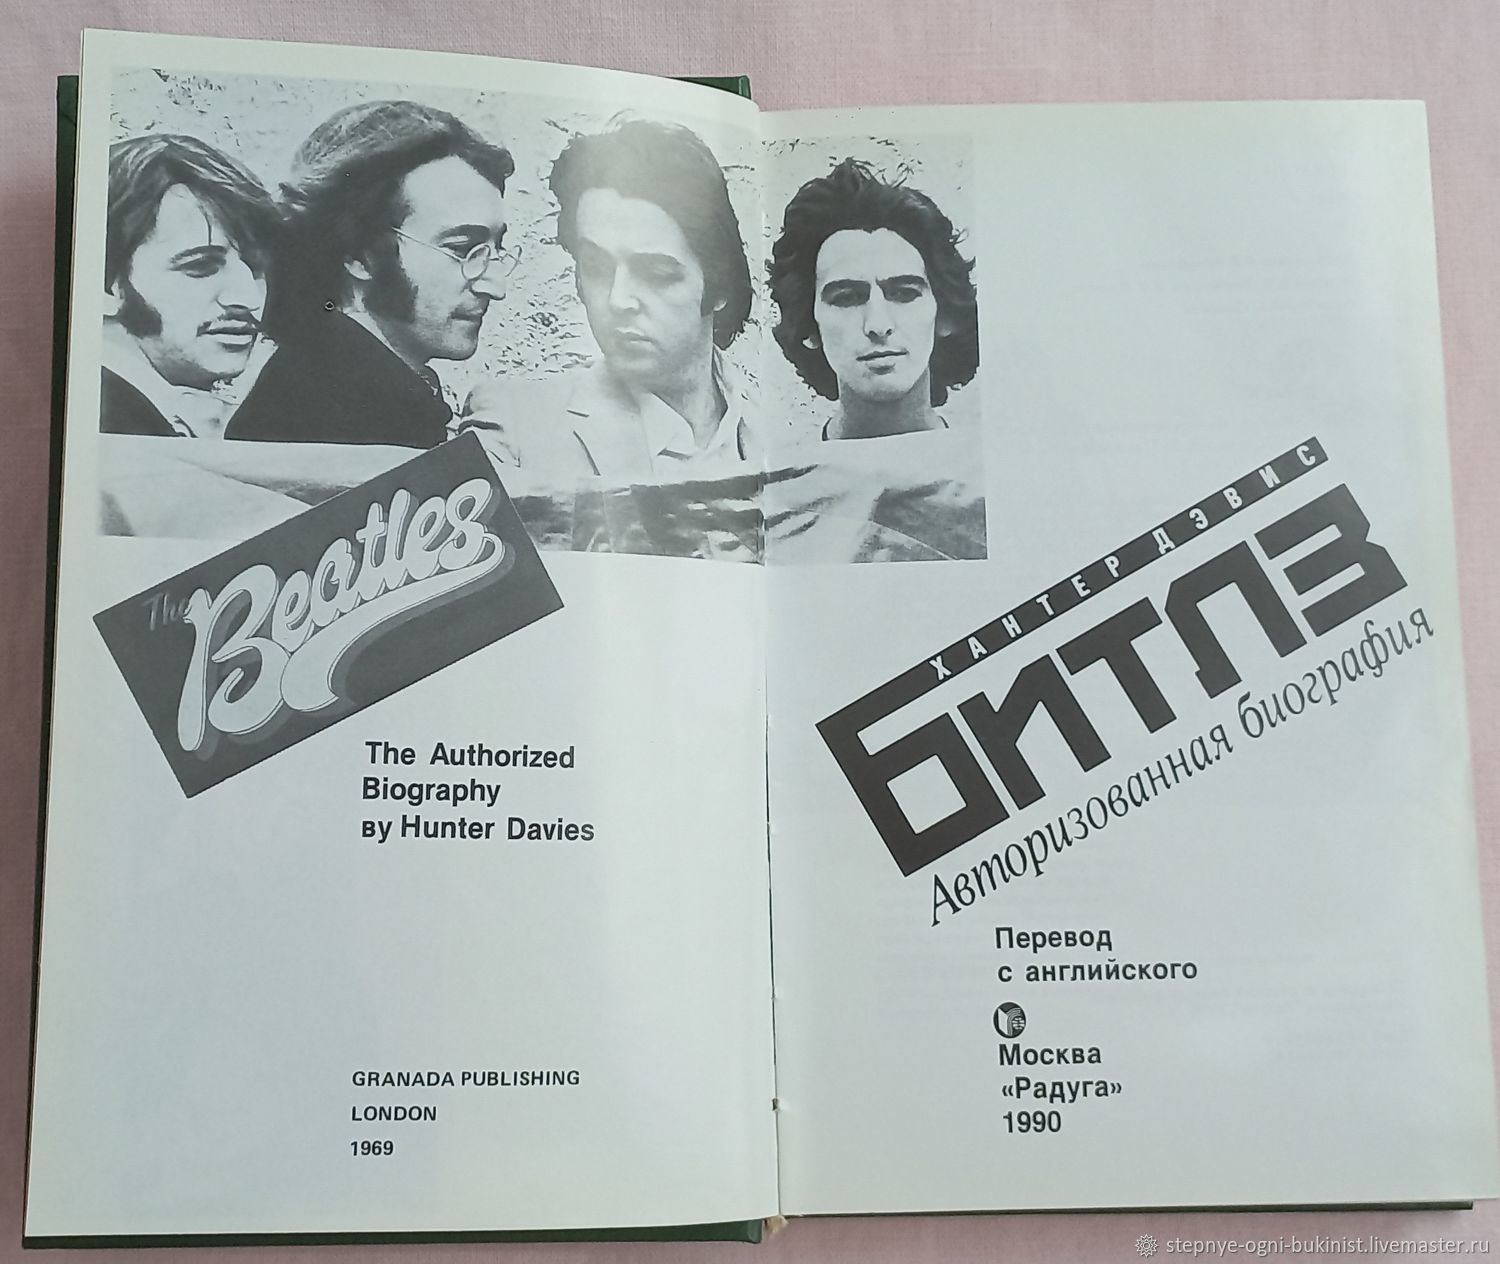 The
Beatles
The Authorized
Biography
by Hunter Davies
GRANADA PUBLISHING
LONDON
1969
ХАНТЕР ДЭВИС
БИТЛЗ
Авторизованная биография
Перевод
с английского
Москва
«Радуга»
1990
stepnye-ogni-bukinist.livemaster.ru